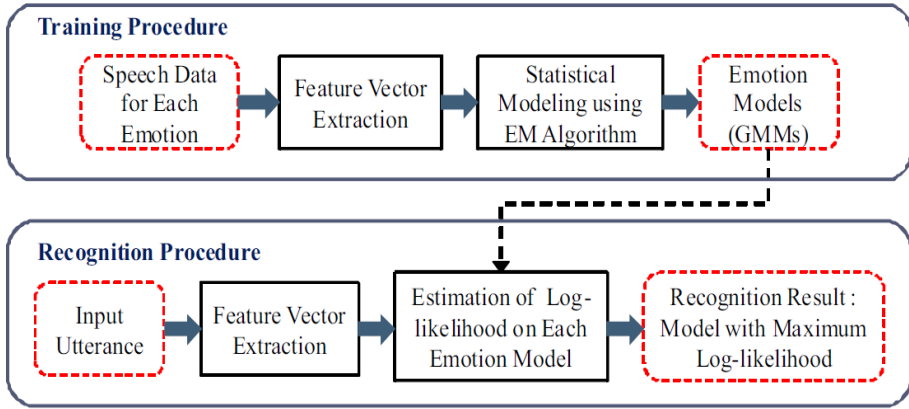 Training Procedure
Speech Data
for Each
Emotion
Feature Vector
Extraction
Statistical
Modeling using
EM Algorithm
Emotion
Models
(GMMs)
Recognition Procedure
Input
Utterance
Feature Vector
Extraction
Estimation of Log-
likelihood on Each
Emotion Model
Recognition Result :
Model with Maximum
Log-likelihood